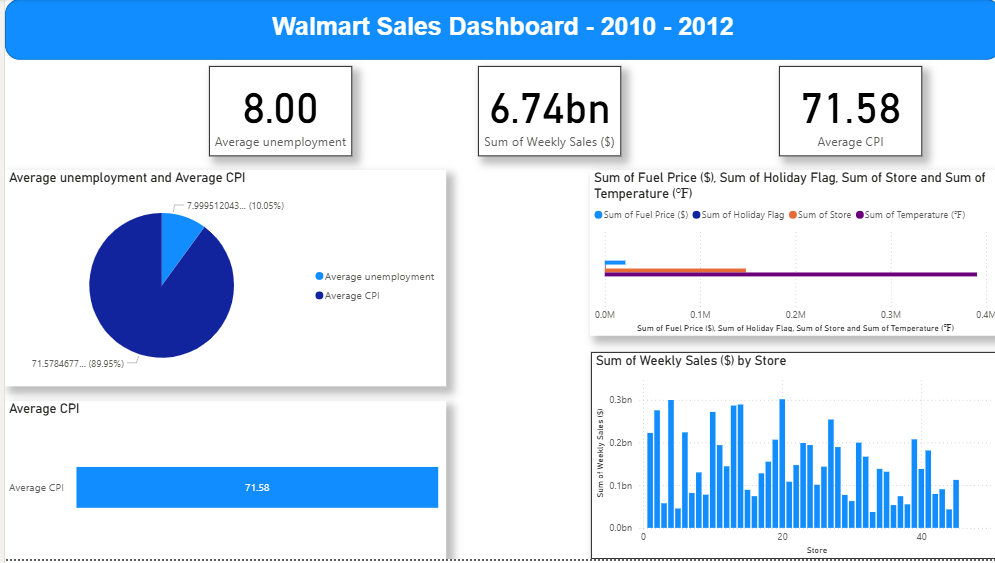 Walmart Sales Dashboard - 2010 - 2012
8.00
Average unemployment
6.74bn
Sum of Weekly Sales ($)
71.58
Average CPI
Average unemployment and Average CPI
7.999512043... (10.05%)
Average unemployment
Average CPI
71.5784677... (89.95%)
Sum of Fuel Price ($), Sum of Holiday Flag, Sum of Store and Sum of
Temperature (°F)
Sum of Fuel Price ($) Sum of Holiday Flag Sum of Store Sum of Temperature (°F)
0.0M 0.1M 0.2M 0.3M 0.4M
Sum of Fuel Price ($), Sum of Holiday Flag, Sum of Store and Sum of Temperature (°F)
Average CPI
Average CPI
71.58
Sum of Weekly Sales ($) by Store
Sum of Weekly Sales ($)
0.3bn
0.2bn
0.1bn
0.0bn
0 20 40
Store